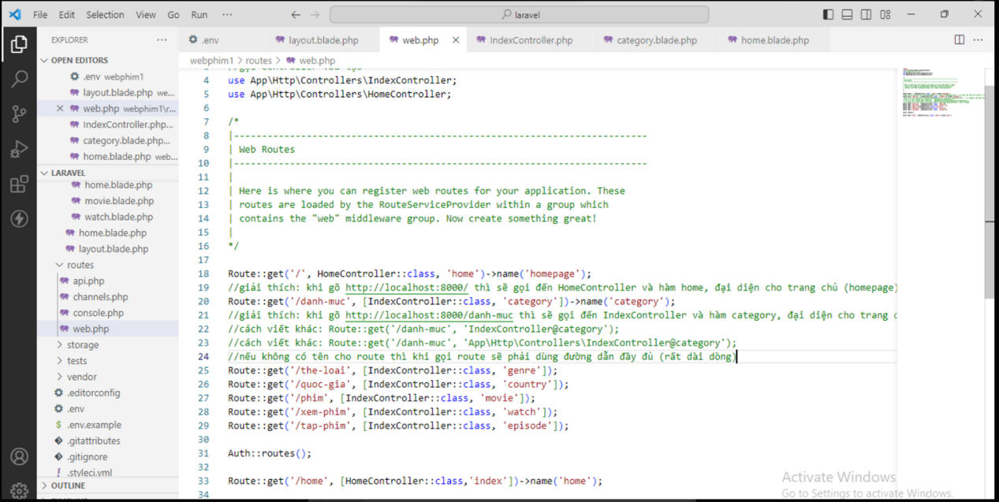 File Edit Selection View Go Run ··· ← → laravel
EXPLORER ···
OPEN EDITORS
.env webphim1
layout.blade.php we...
web.php webphim1\r...
IndexController.php...
category.blade.php...
home.blade.php web...
LARAVEL
home.blade.php
movie.blade.php
watch.blade.php
home.blade.php
layout.blade.php
routes
api.php
channels.php
console.php
web.php
storage
tests
vendor
.editorconfig
.env
.env.example
.gitattributes
.gitignore
.styleci.yml
OUTLINE
.env layout.blade.php web.php IndexController.php category.blade.php home.blade.php
webphim1 > routes > web.php
4 use App\Http\Controllers\IndexController;
5 use App\Http\Controllers\HomeController;
6
7 /*
8 |--------------------------------------------------------------------------
9 | Web Routes
10 |--------------------------------------------------------------------------
11 |
12 | Here is where you can register web routes for your application. These
13 | routes are loaded by the RouteServiceProvider within a group which
14 | contains the "web" middleware group. Now create something great!
15 |
16 */
17
18 Route::get('/', HomeController::class, 'home')->name('homepage');
19 //giải thích: khi gõ http://localhost:8000/ thì sẽ gọi đến HomeController và hàm home, đại diện cho trang chủ (homepage)
20 Route::get('/danh-muc', [IndexController::class, 'category'])->name('category');
21 //giải thích: khi gõ http://localhost:8000/danh-muc thì sẽ gọi đến IndexController và hàm category, đại diện cho trang
22 //cách viết khác: Route::get('/danh-muc', 'IndexController@category');
23 //cách viết khác: Route::get('/danh-muc', 'App\Http\Controllers\IndexController@category');
24 //nếu không có tên cho route thì khi gọi route sẽ phải dùng đường dẫn đầy đủ (rất dài dòng)
25 Route::get('/the-loai', [IndexController::class, 'genre']);
26 Route::get('/quoc-gia', [IndexController::class, 'country']);
27 Route::get('/phim', [IndexController::class, 'movie']);
28 Route::get('/xem-phim', [IndexController::class, 'watch']);
29 Route::get('/tap-phim', [IndexController::class, 'episode']);
30
31 Auth::routes();
32
33 Route::get('/home', [HomeController::class,'index'])->name('home');
34
Activate Windows
Go to Settings to activate Windows.